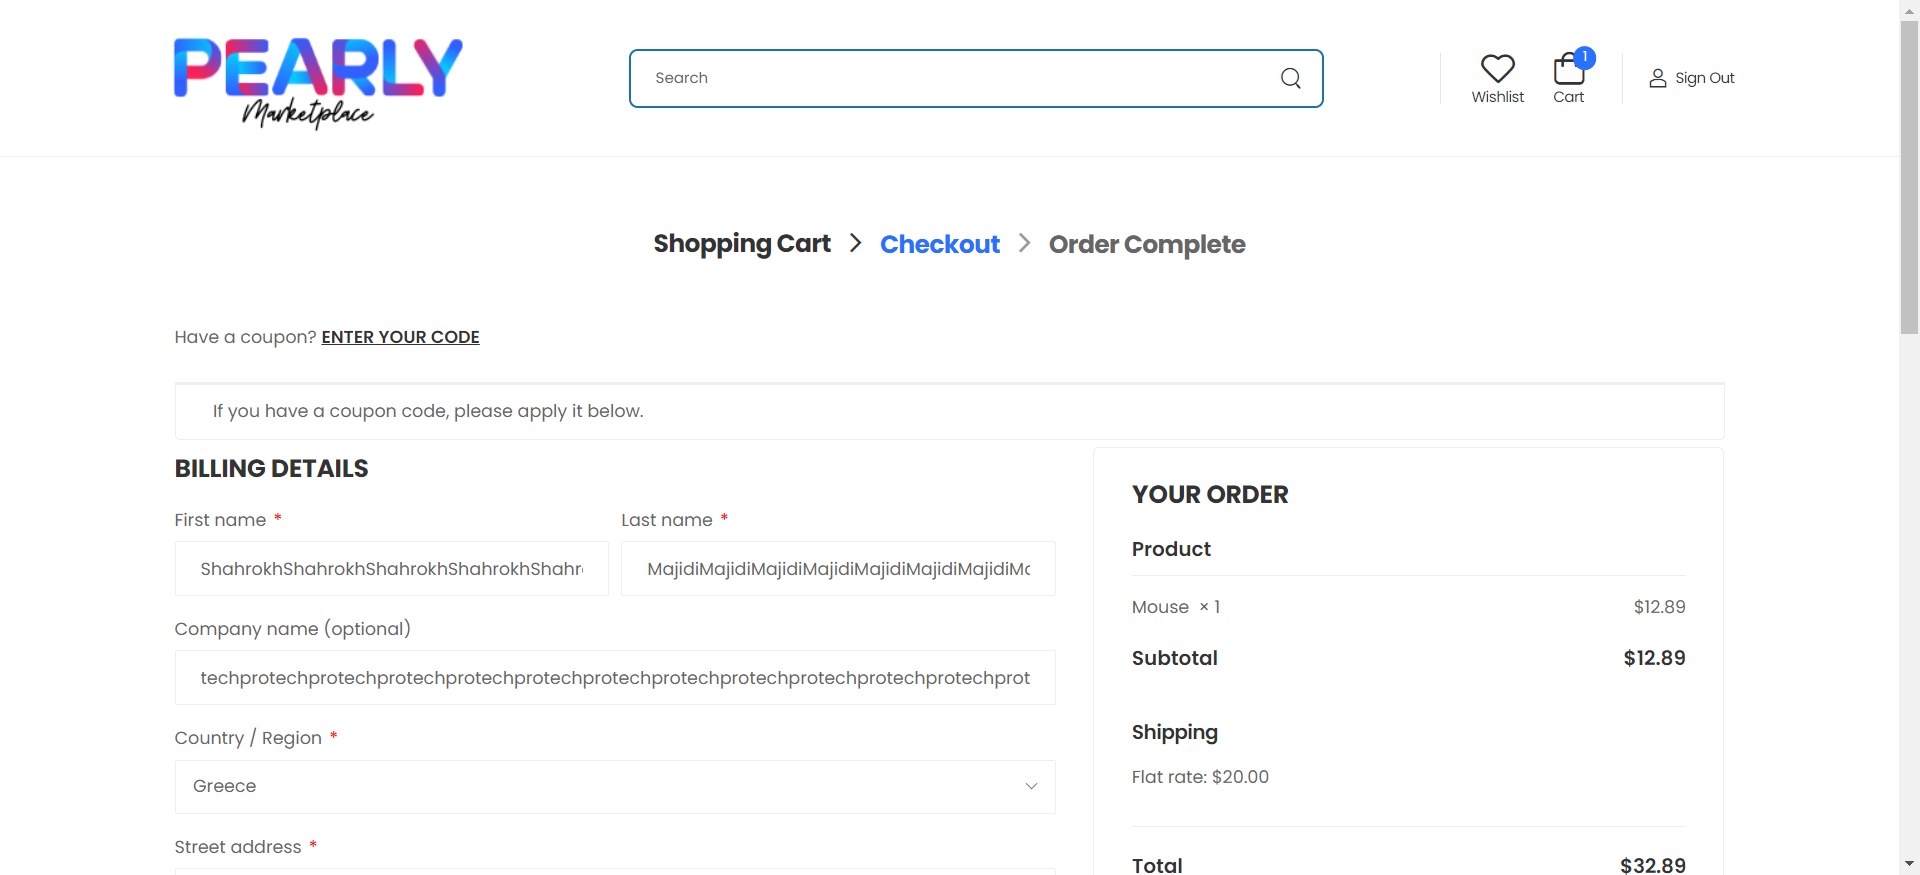 PEARLY
Marketplace
Search
Wishlist
1
Cart
Sign Out
Shopping Cart
Checkout
Order Complete
Have a coupon? ENTER YOUR CODE
If you have a coupon code, please apply it below.
BILLING DETAILS
First name *
Last name *
ShahrokhShahrokhShahrokhShahrokhShahr
MajidiMajidiMajidiMajidiMajidiMajidiMajidiMa
Company name (optional)
techprotechprotechprotechprotechprotechprotechprotechprotechprotechprotechprotechprot
Country / Region *
Greece
Street address *
YOUR ORDER
Product
Mouse × 1 $12.89
Subtotal $12.89
Shipping
Flat rate: $20.00
Total $32.89